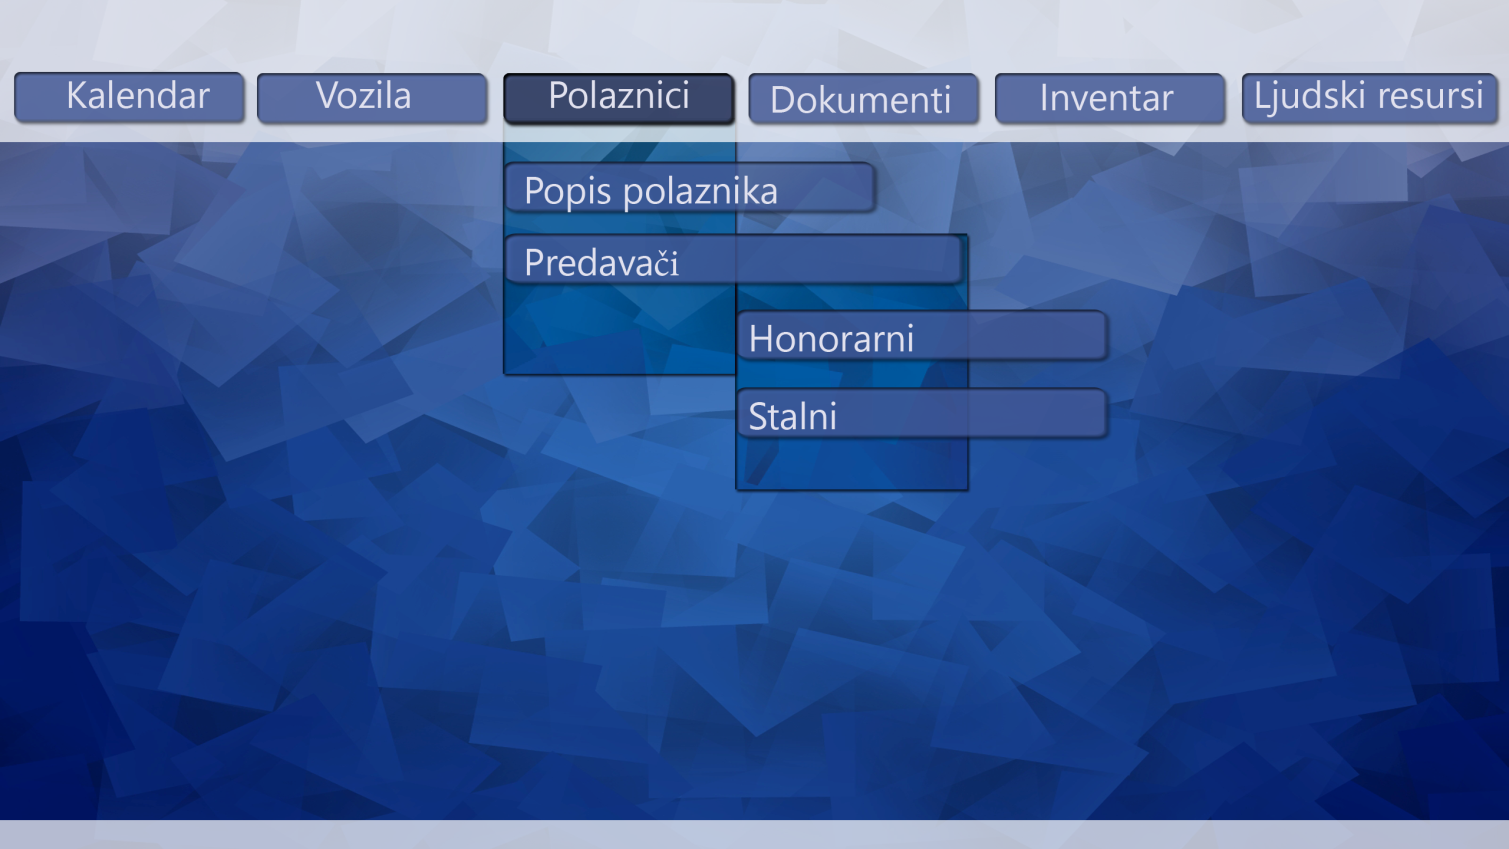 Kalendar
Vozila
Polaznici
Dokumenti
Inventar
Ljudski resursi
Popis polaznika
Predavači
Honorarni
Stalni